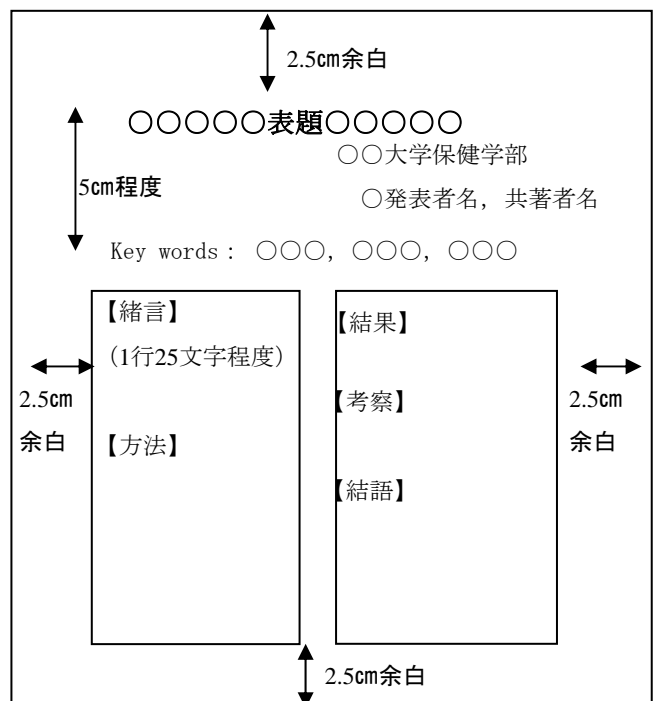 2.5㎝余白
○○○○○表題○○○○○
○○大学保健学部
5㎝程度
○発表者名，共著者名
Key words： ○○○，○○○，○○○
【緒言】
（1行25文字程度）
【方法】
【結果】
【考察】
【結語】
2.5㎝
余白
2.5㎝
余白
2.5㎝余白